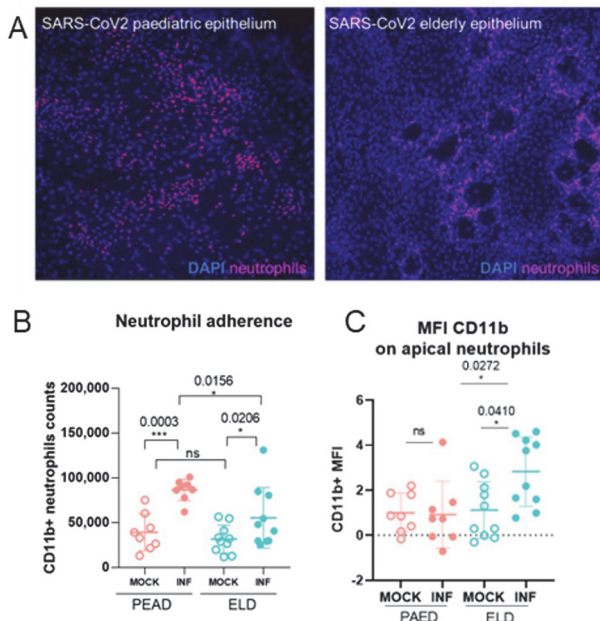 A
SARS-CoV2 paediatric epithelium
SARS-CoV2 elderly epithelium
DAPI neutrophils
DAPI neutrophils
B
Neutrophil adherence
CD11b+ neutrophils counts
200,000
150,000
100,000
50,000
0
0.0156
*
0.0003
***
0.0206
*
ns
MOCK INF MOCK INF
PEAD ELD
C
MFI CD11b
on apical neutrophils
CD11b+ MFI
6
4
2
0
-2
0.0272
*
0.0410
*
ns
MOCK INF MOCK INF
PAED ELD